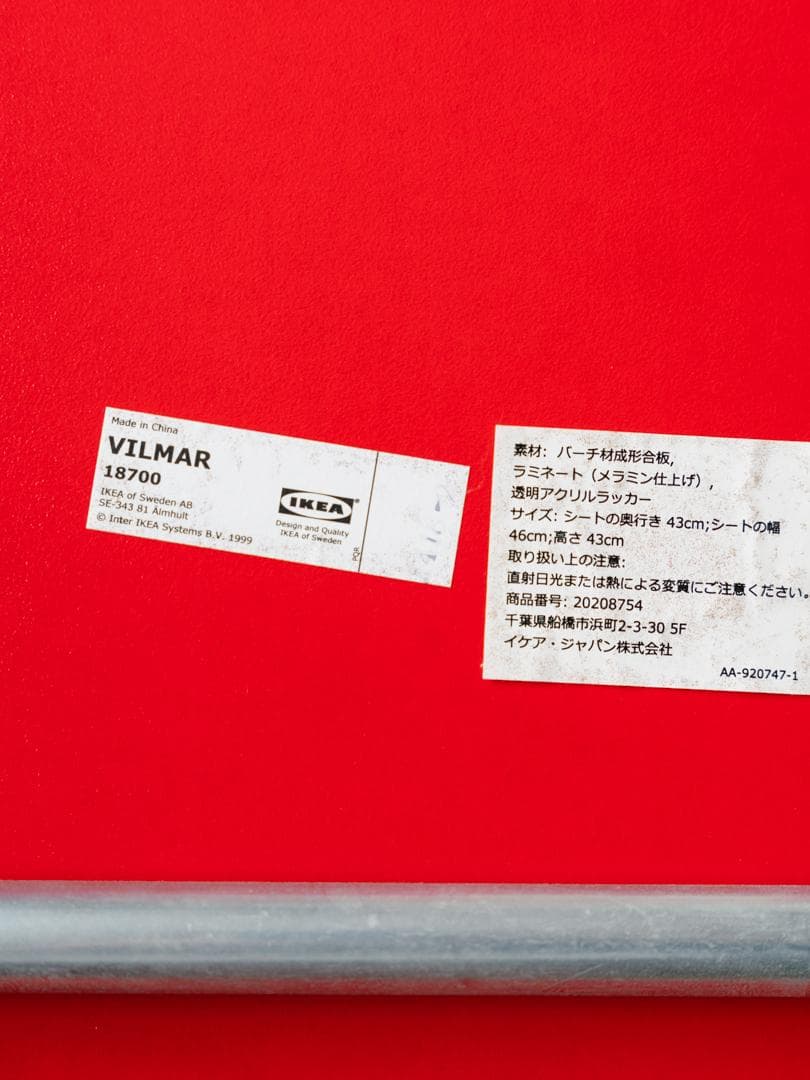 Made in China
VILMAR
18700
IKEA of Sweden AB
SE-343 81 Älmhult
© Inter IKEA Systems B.V. 1999
IKEA®
Design and Quality
IKEA of Sweden
PQR
素材: バーチ材成形合板,
ラミネート（メラミン仕上げ）,
透明アクリルラッカー
サイズ: シートの奥行き 43cm;シートの幅
46cm;高さ 43cm
取り扱い上の注意:
直射日光または熱による変質にご注意ください。
商品番号: 20208754
千葉県船橋市浜町2-3-30 5F
イケア・ジャパン株式会社
AA-920747-1